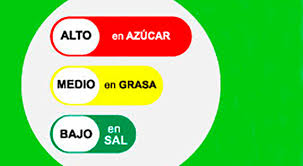 ALTO en AZÚCAR
MEDIO en GRASA
BAJO en
SAL